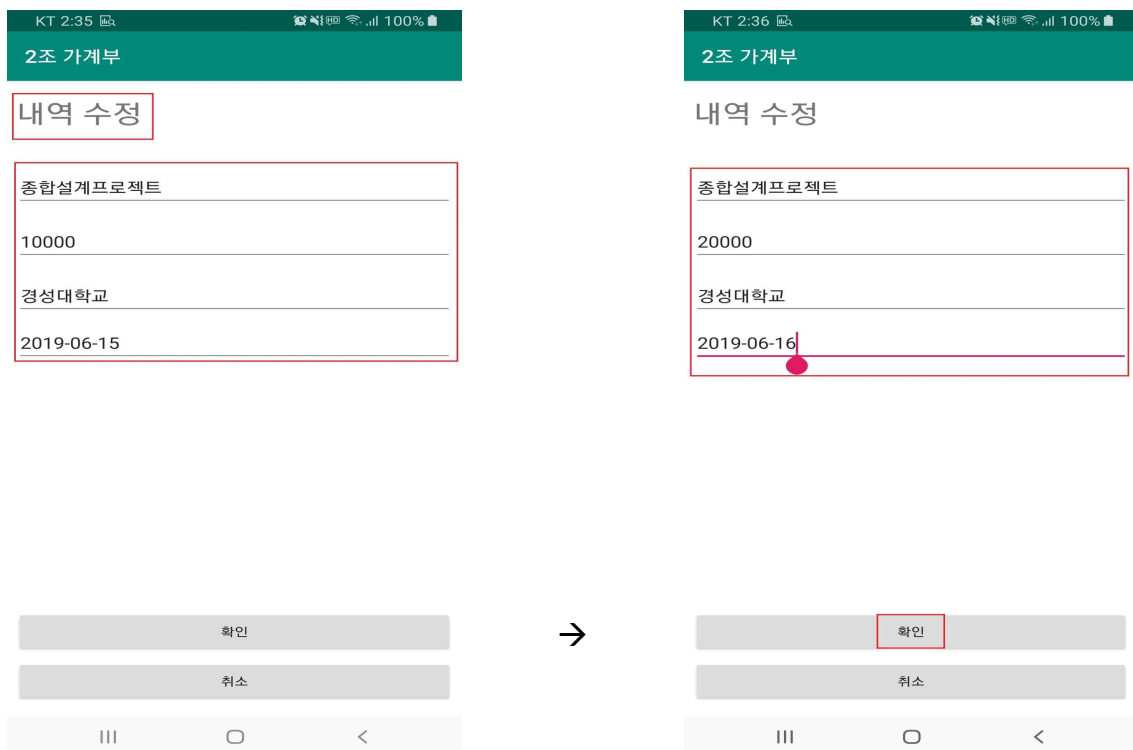 KT 2:35
100%
2조 가계부
내역 수정
종합설계프로젝트
10000
경성대학교
2019-06-15
확인
취소
→
KT 2:36
100%
2조 가계부
내역 수정
종합설계프로젝트
20000
경성대학교
2019-06-16
확인
취소